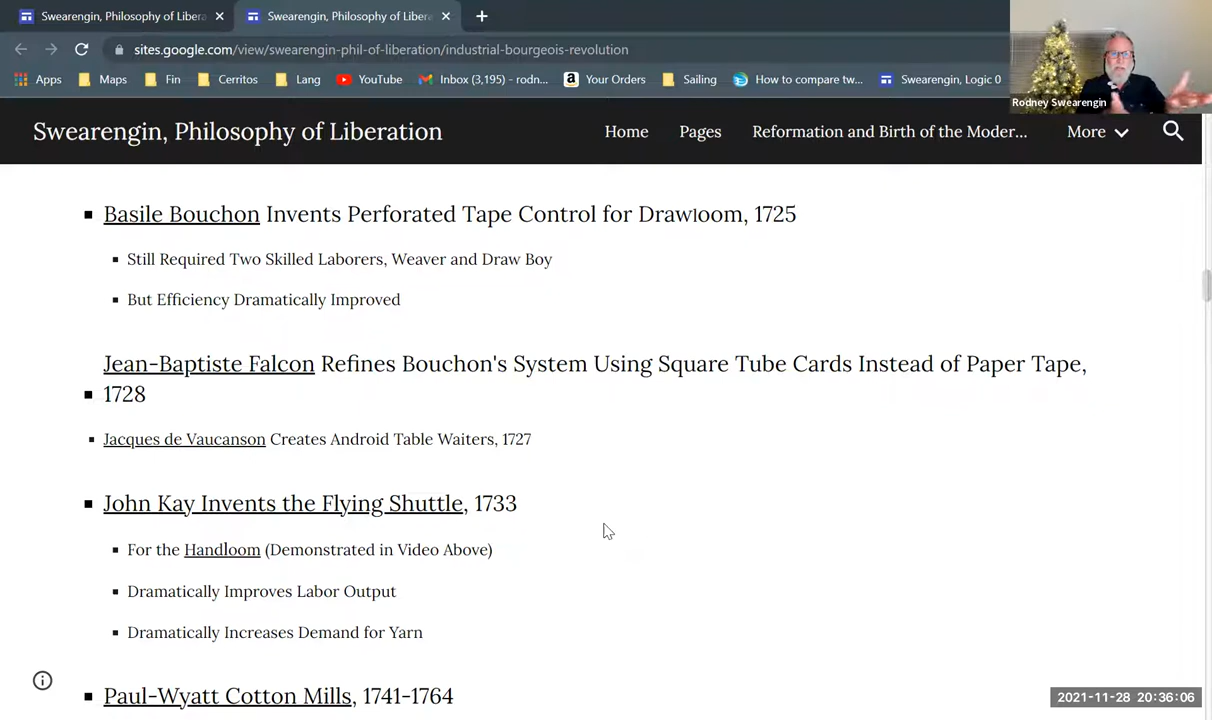 Swearengin, Philosophy of Libera
Swearengin, Philosophy of Libera
sites.google.com/view/swearengin-phil-of-liberation/industrial-bourgeois-revolution
Apps Maps Fin Cerritos Lang YouTube Inbox (3,195) - rodn... Your Orders Sailing How to compare tw... Swearengin, Logic 0
Rodney Swearengin
Swearengin, Philosophy of Liberation Home Pages Reformation and Birth of the Moder... More
Basile Bouchon Invents Perforated Tape Control for Drawloom, 1725
Still Required Two Skilled Laborers, Weaver and Draw Boy
But Efficiency Dramatically Improved
Jean-Baptiste Falcon Refines Bouchon's System Using Square Tube Cards Instead of Paper Tape,
1728
Jacques de Vaucanson Creates Android Table Waiters, 1727
John Kay Invents the Flying Shuttle, 1733
For the Handloom (Demonstrated in Video Above)
Dramatically Improves Labor Output
Dramatically Increases Demand for Yarn
Paul-Wyatt Cotton Mills, 1741-1764
2021-11-28 20:36:06